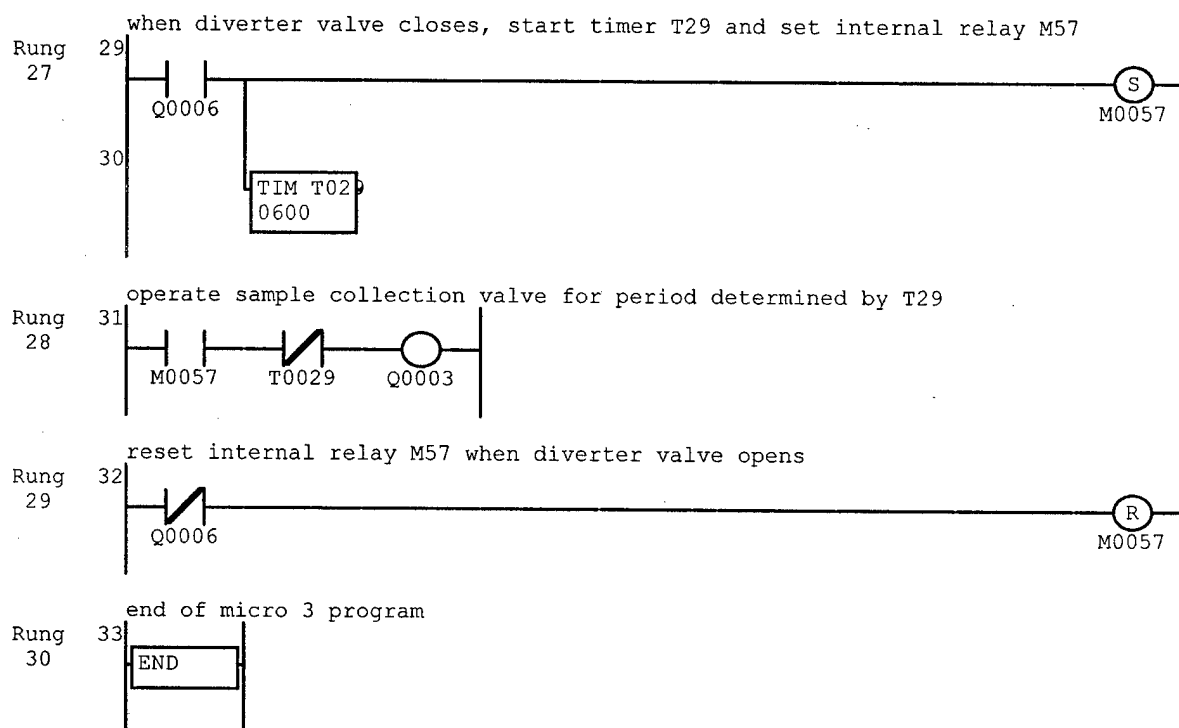 when diverter valve closes, start timer T29 and set internal relay M57
Rung 29
27
Q0006
S
M0057
30
TIM T029
0600
operate sample collection valve for period determined by T29
Rung 31
28
M0057 T0029 Q0003
reset internal relay M57 when diverter valve opens
Rung 32
29
Q0006
R
M0057
end of micro 3 program
Rung 33
30
END